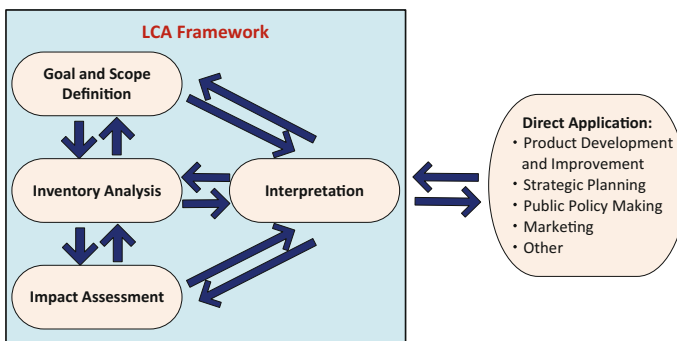 LCA Framework
Goal and Scope
Definition
Inventory Analysis
Interpretation
Impact Assessment
Direct Application:
· Product Development
and Improvement
· Strategic Planning
· Public Policy Making
· Marketing
· Other